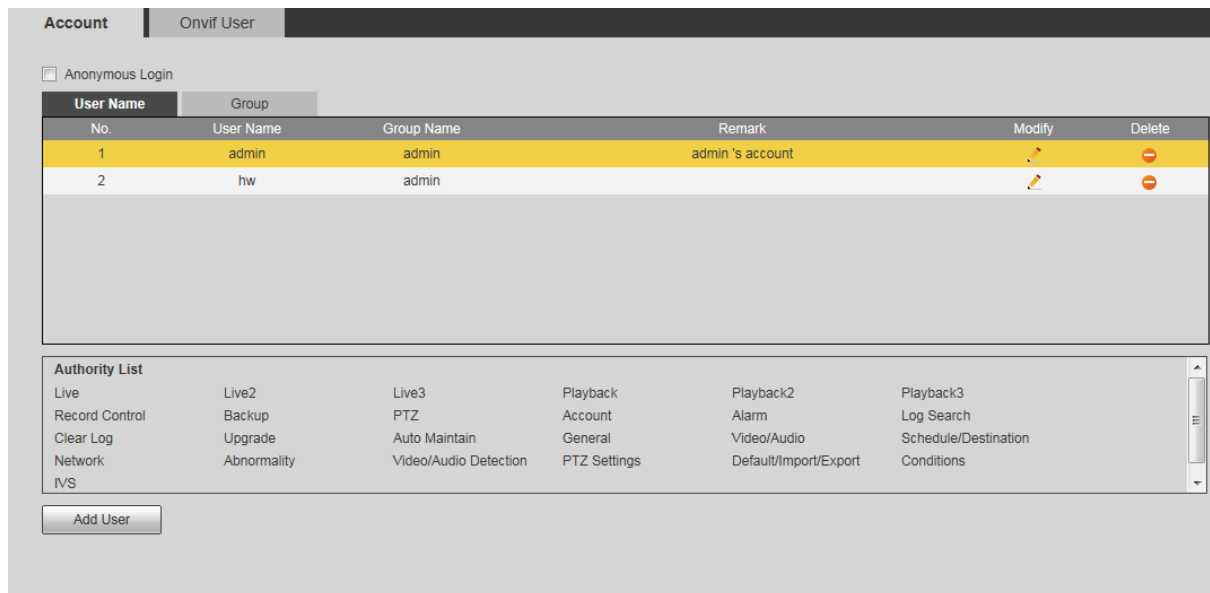 Account Onvif User
Anonymous Login
User Name Group
No. User Name Group Name Remark Modify Delete
1 admin admin admin 's account
2 hw admin
Authority List
Live Live2 Live3 Playback Playback2 Playback3
Record Control Backup PTZ Account Alarm Log Search
Clear Log Upgrade Auto Maintain General Video/Audio Schedule/Destination
Network Abnormality Video/Audio Detection PTZ Settings Default/Import/Export Conditions
IVS
Add User